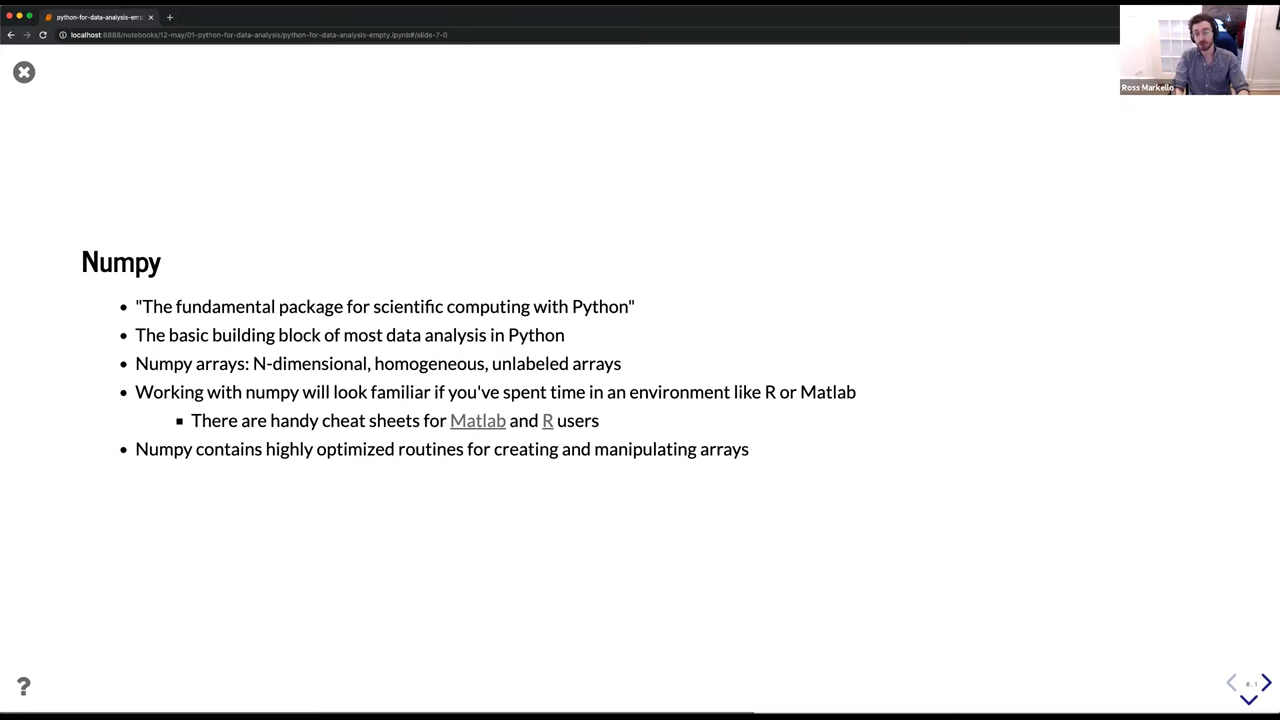 python-for-data-analysis-em
localhost:8888/notebooks/12-may/01-python-for-data-analysis/python-for-data-analysis-empty.ipynb#/slide-7-0
Ross Markello
Numpy
• "The fundamental package for scientific computing with Python"
• The basic building block of most data analysis in Python
• Numpy arrays: N-dimensional, homogeneous, unlabeled arrays
• Working with numpy will look familiar if you've spent time in an environment like R or Matlab
▪ There are handy cheat sheets for Matlab and R users
• Numpy contains highly optimized routines for creating and manipulating arrays
?
8.1